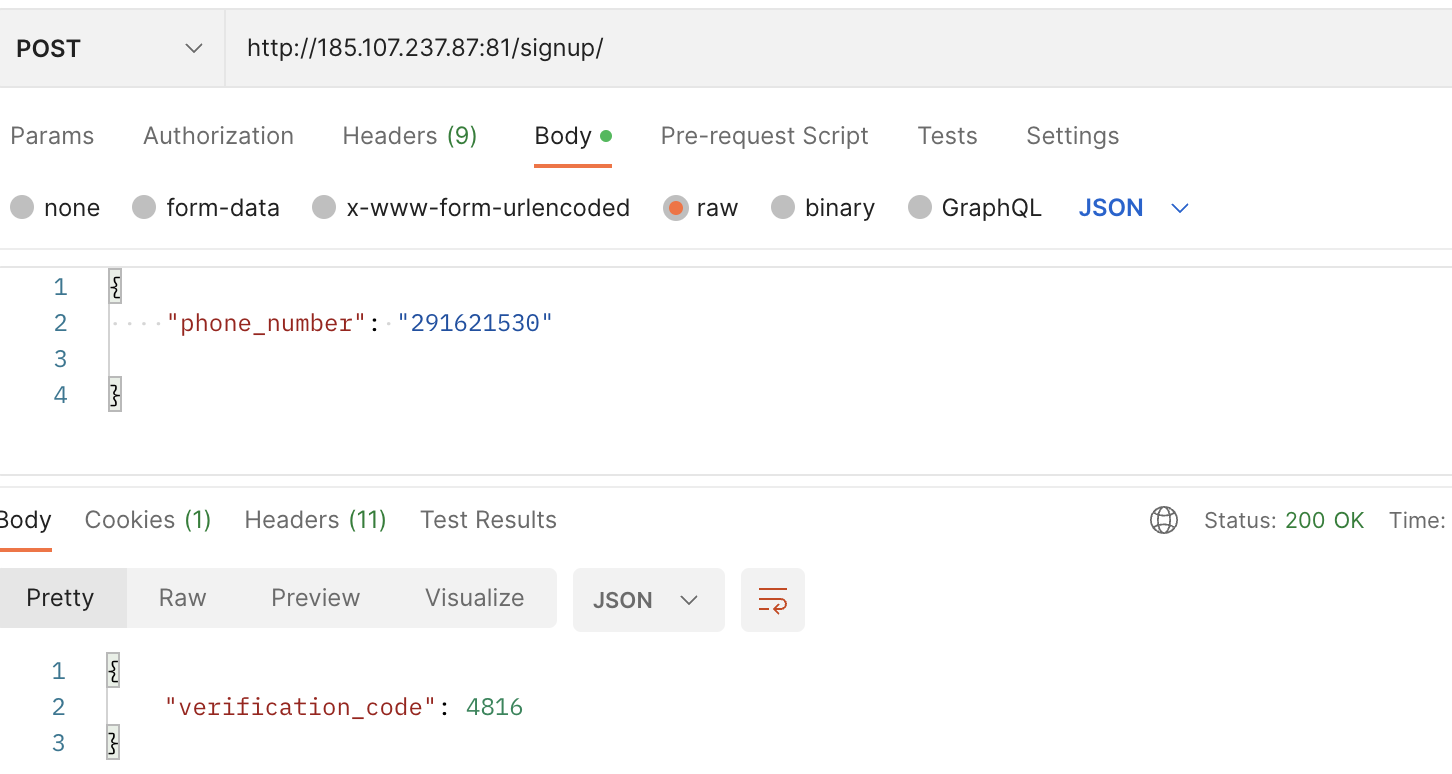 POST http://185.107.237.87:81/signup/
Params Authorization Headers (9) Body Pre-request Script Tests Settings
none form-data x-www-form-urlencoded raw binary GraphQL JSON
1 {
2 "phone_number": "291621530"
3
4 }
Body Cookies (1) Headers (11) Test Results Status: 200 OK Time:
Pretty Raw Preview Visualize JSON
1 {
2 "verification_code": 4816
3 }